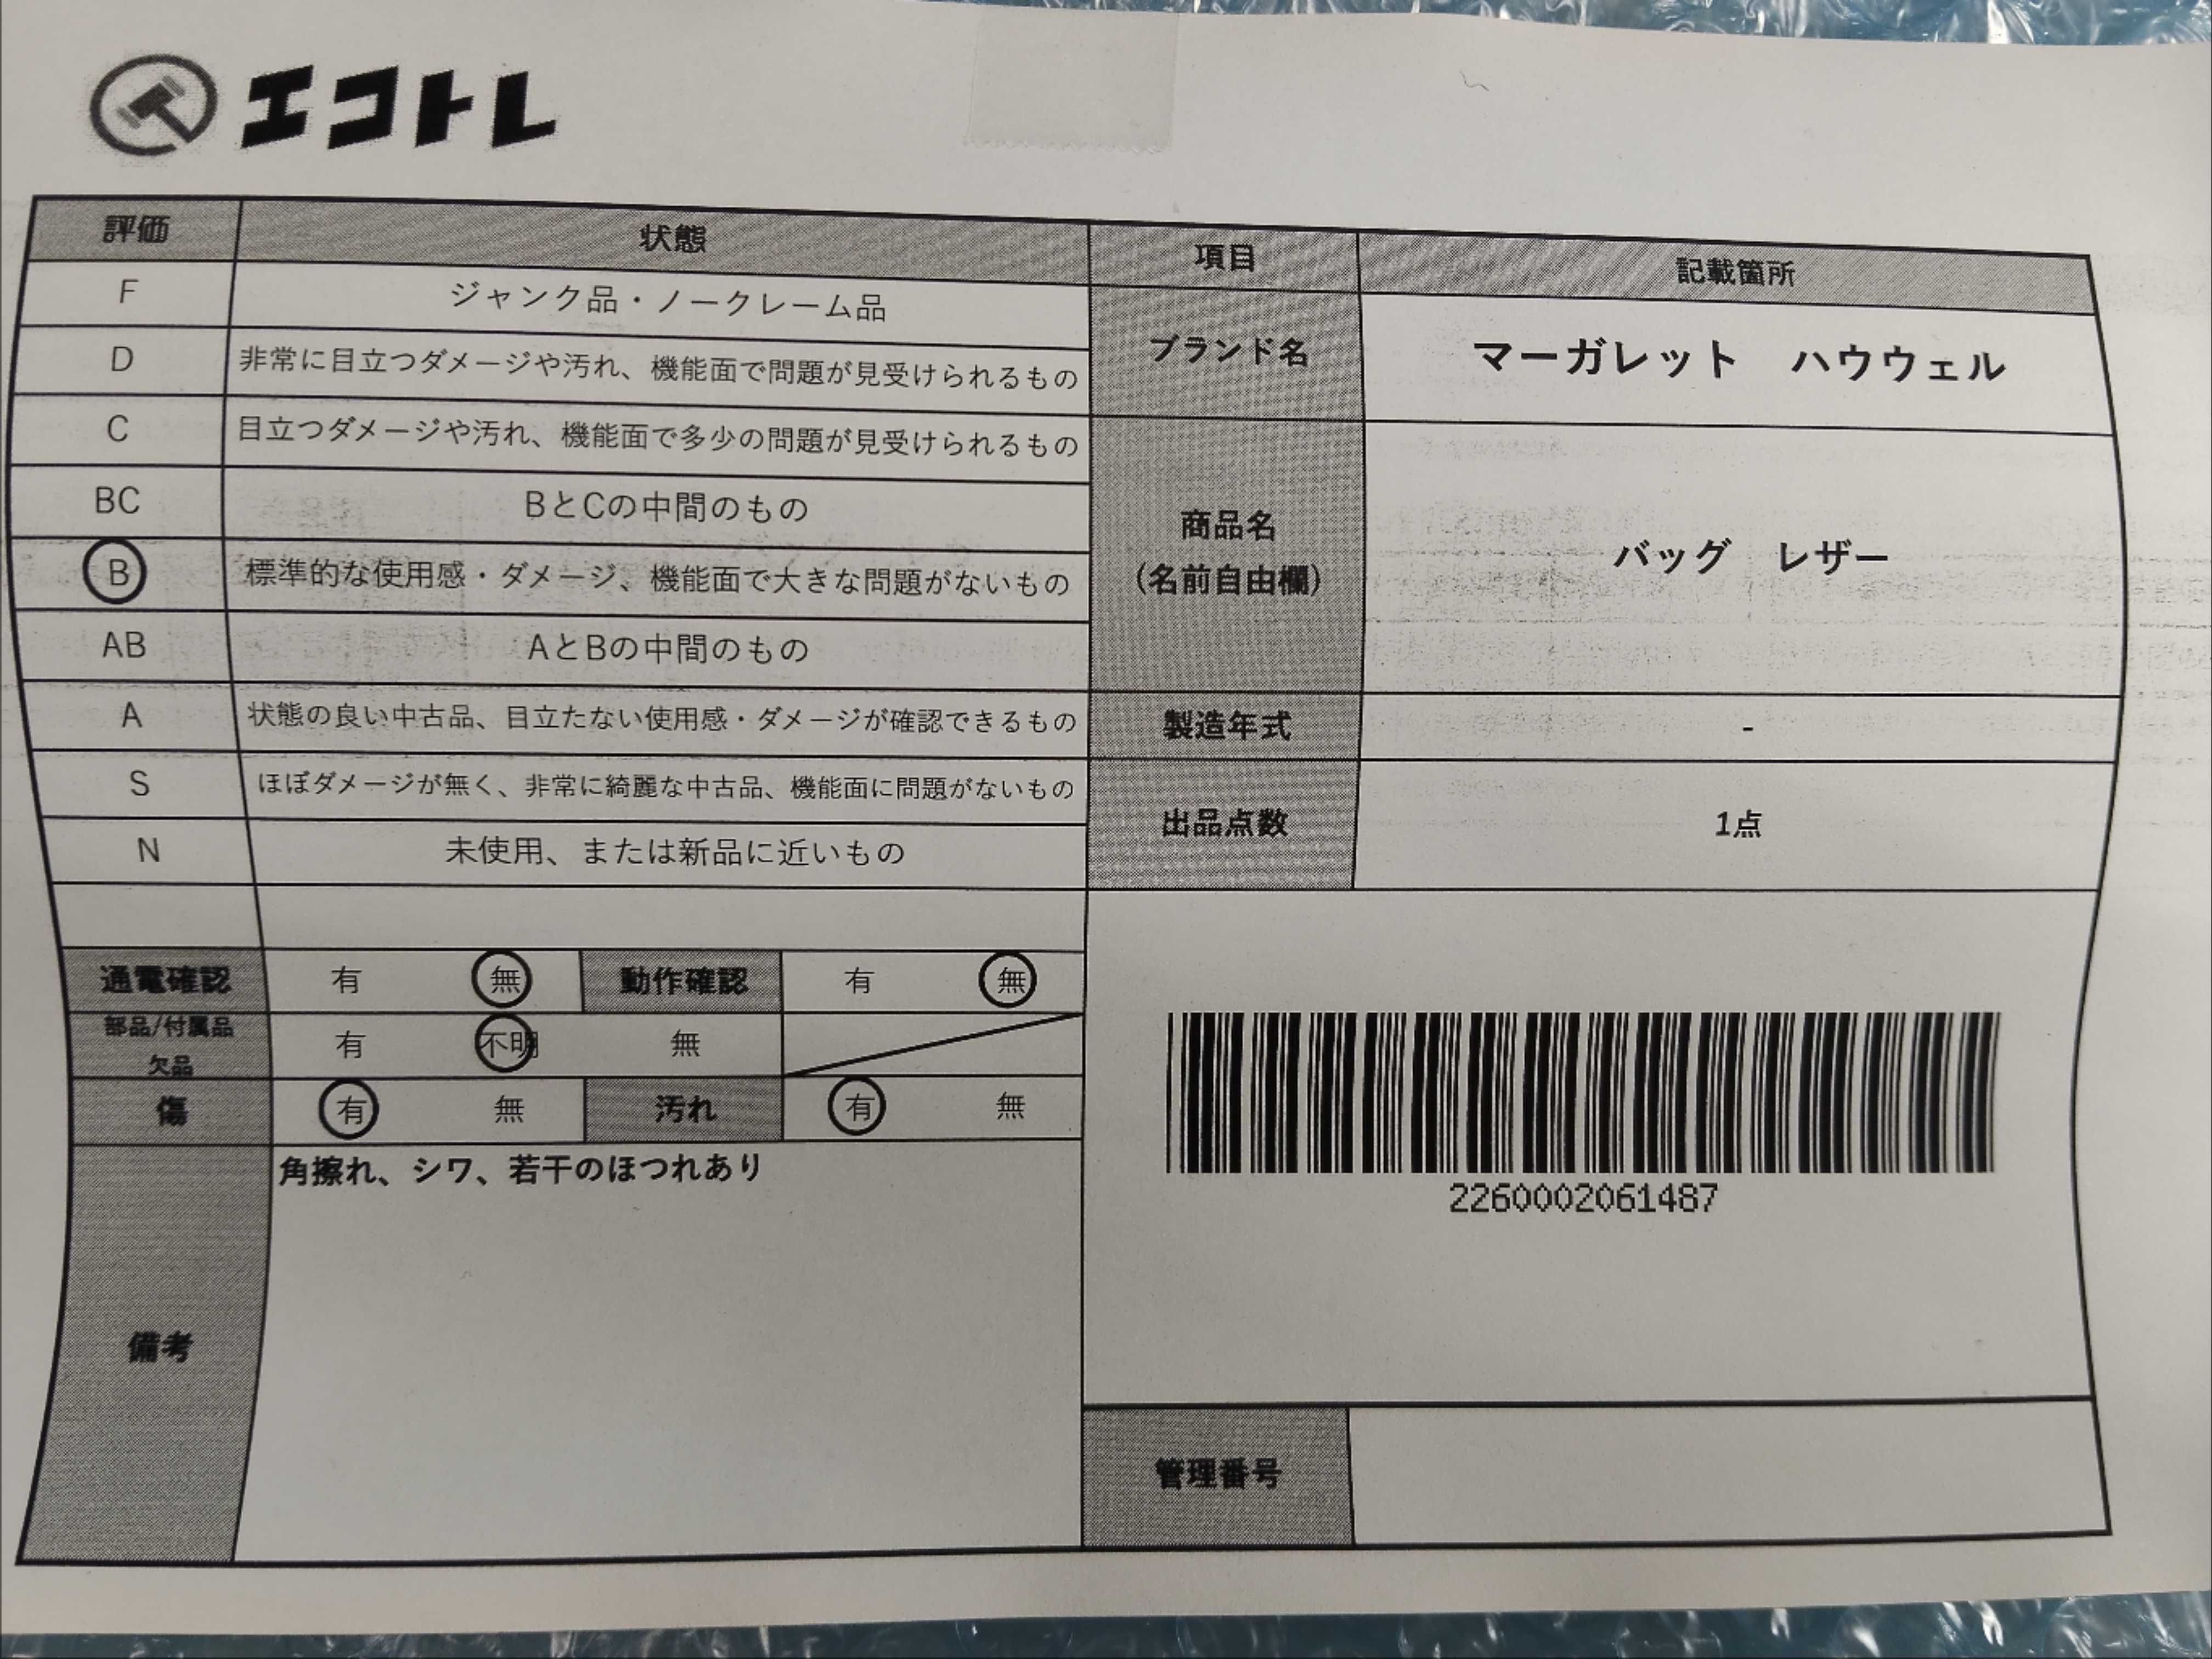 エコトレ
評価 状態
F ジャンク品・ノークレーム品
D 非常に目立つダメージや汚れ、機能面で問題が見受けられるもの
C 目立つダメージや汚れ、機能面で多少の問題が見受けられるもの
BC BとCの中間のもの
B 標準的な使用感・ダメージ、機能面で大きな問題がないもの
AB AとBの中間のもの
A 状態の良い中古品、目立たない使用感・ダメージが確認できるもの
S ほぼダメージが無く、非常に綺麗な中古品、機能面に問題がないもの
N 未使用、または新品に近いもの
通電確認 有 無 動作確認 有 無
部品/付属品
欠品 有 不明 無
傷 有 無 汚れ 有 無
備考 角擦れ、シワ、若干のほつれあり
項目 記載箇所
ブランド名 マーガレット ハウウェル
商品名
(名前自由欄) バッグ レザー
製造年式 -
出品点数 1点
2260002061487
管理番号